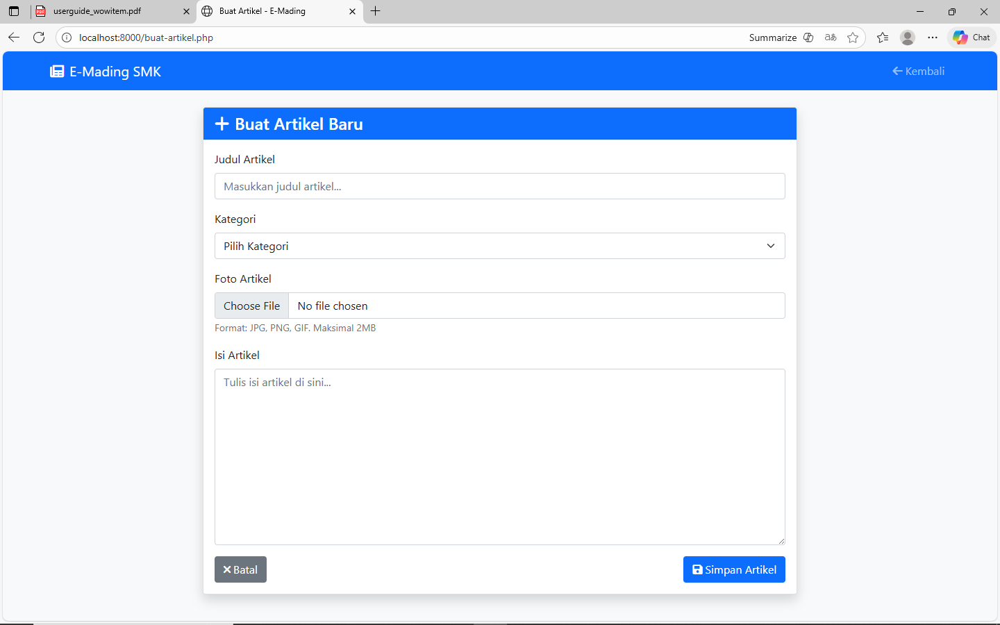 userguide_wowitem.pdf
Buat Artikel - E-Mading
localhost:8000/buat-artikel.php
Summarize
Chat
E-Mading SMK
Kembali
Buat Artikel Baru
Judul Artikel
Masukkan judul artikel...
Kategori
Pilih Kategori
Foto Artikel
Choose File No file chosen
Format: JPG, PNG, GIF. Maksimal 2MB
Isi Artikel
Tulis isi artikel di sini...
Batal
Simpan Artikel